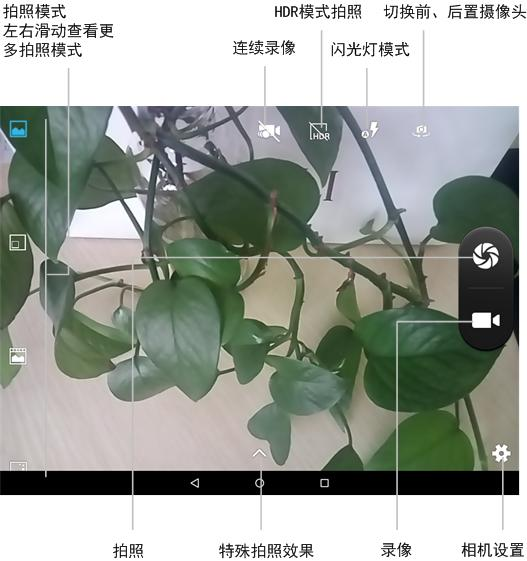 拍照模式
左右滑动查看更
多拍照模式
HDR模式拍照
切换前、后置摄像头
连续录像
闪光灯模式
HDR
A
I
拍照
特殊拍照效果
录像
相机设置